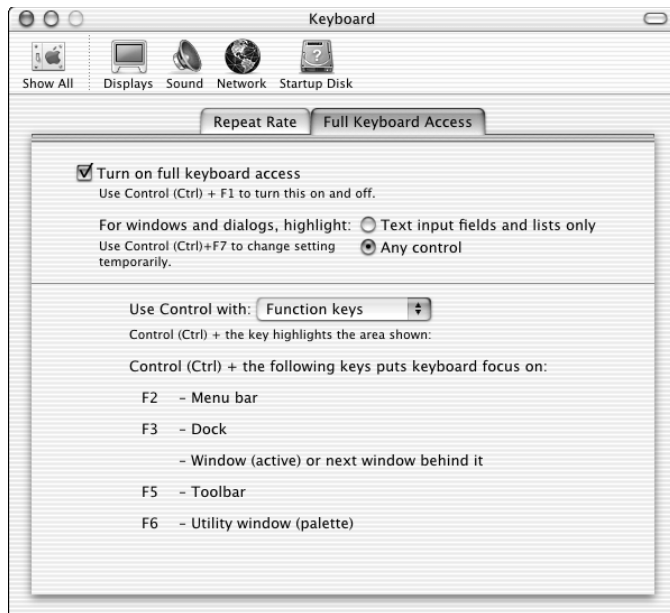 Keyboard
Show All Displays Sound Network Startup Disk
Repeat Rate Full Keyboard Access
Turn on full keyboard access
Use Control (Ctrl) + F1 to turn this on and off.
For windows and dialogs, highlight: Text input fields and lists only
Use Control (Ctrl)+F7 to change setting Any control
temporarily.
Use Control with: Function keys
Control (Ctrl) + the key highlights the area shown:
Control (Ctrl) + the following keys puts keyboard focus on:
F2 – Menu bar
F3 – Dock
– Window (active) or next window behind it
F5 – Toolbar
F6 – Utility window (palette)